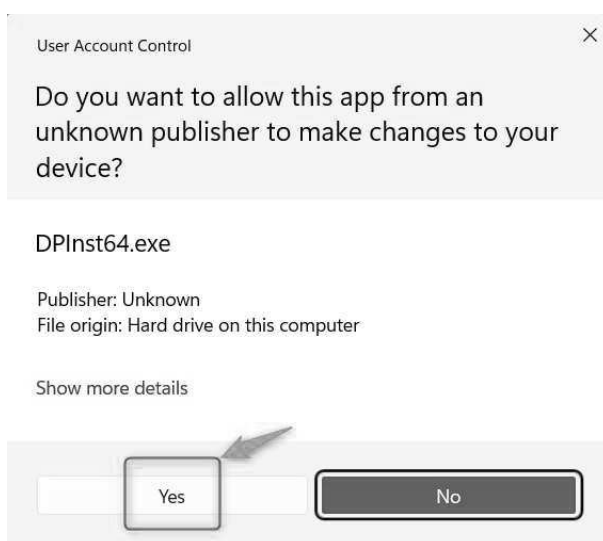 User Account Control
Do you want to allow this app from an
unknown publisher to make changes to your
device?
DPInst64.exe
Publisher: Unknown
File origin: Hard drive on this computer
Show more details
Yes No